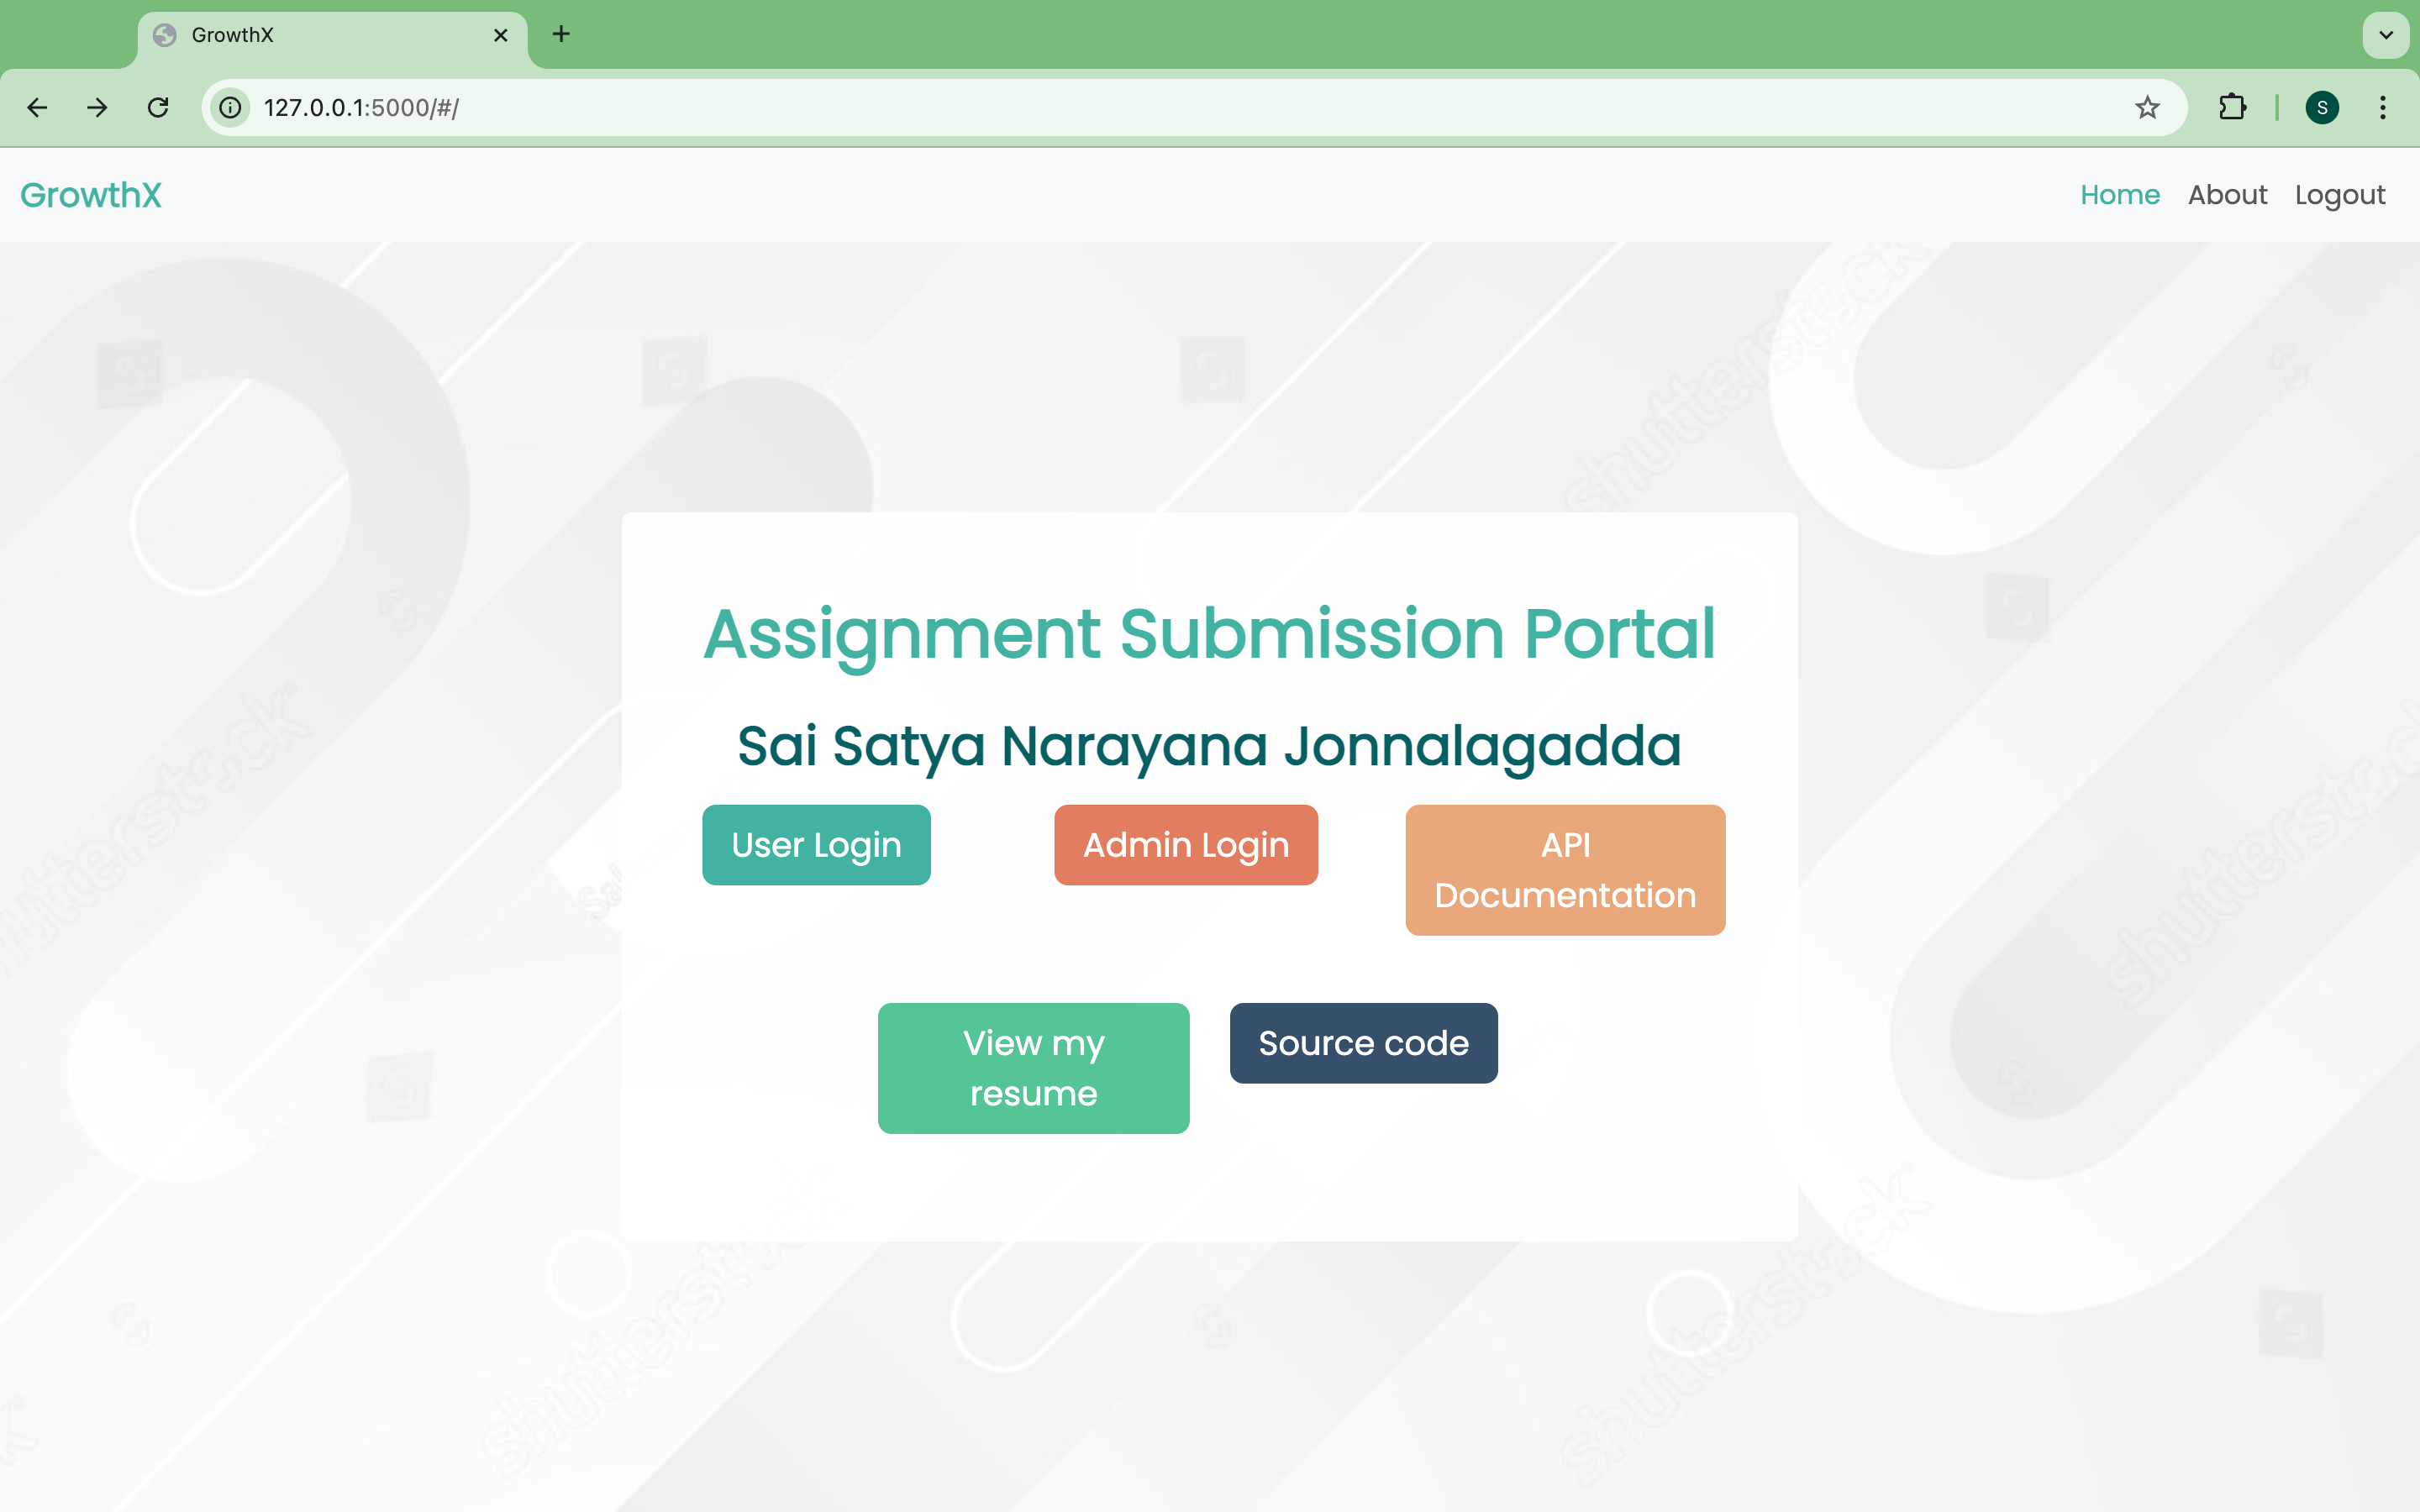 GrowthX
127.0.0.1:5000/#/
S
GrowthX
Home About Logout
Assignment Submission Portal
Sai Satya Narayana Jonnalagadda
User Login
Admin Login
API
Documentation
View my
resume
Source code
shutterstock
shutterstock
shutterstock
shutterstock
shutterstock